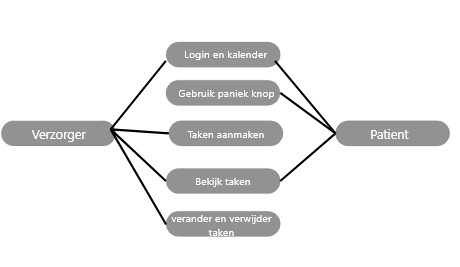 Login en kalender
Gebruik paniek knop
Verzorger
Taken aanmaken
Patient
Bekijk taken
verander en verwijder
taken